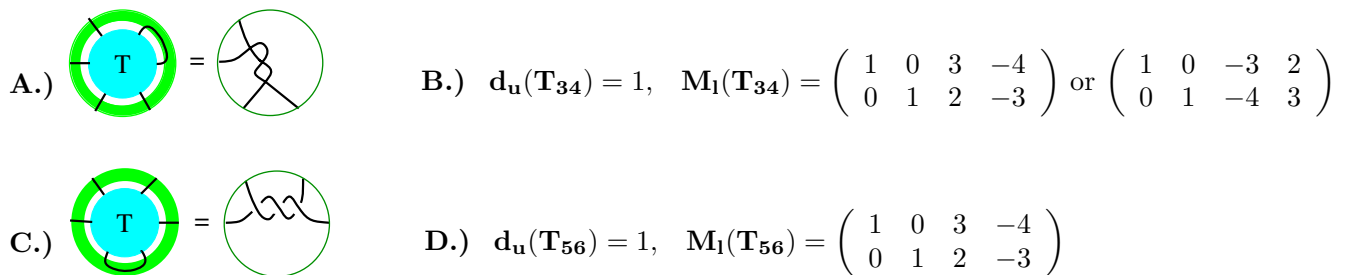 A.) T = B.) d_u(T_34) = 1, M_l(T_34) = ( 1 0 3 −4 ; 0 1 2 −3 ) or ( 1 0 −3 2 ; 0 1 −4 3 )
C.) T = D.) d_u(T_56) = 1, M_l(T_56) = ( 1 0 3 −4 ; 0 1 2 −3 )